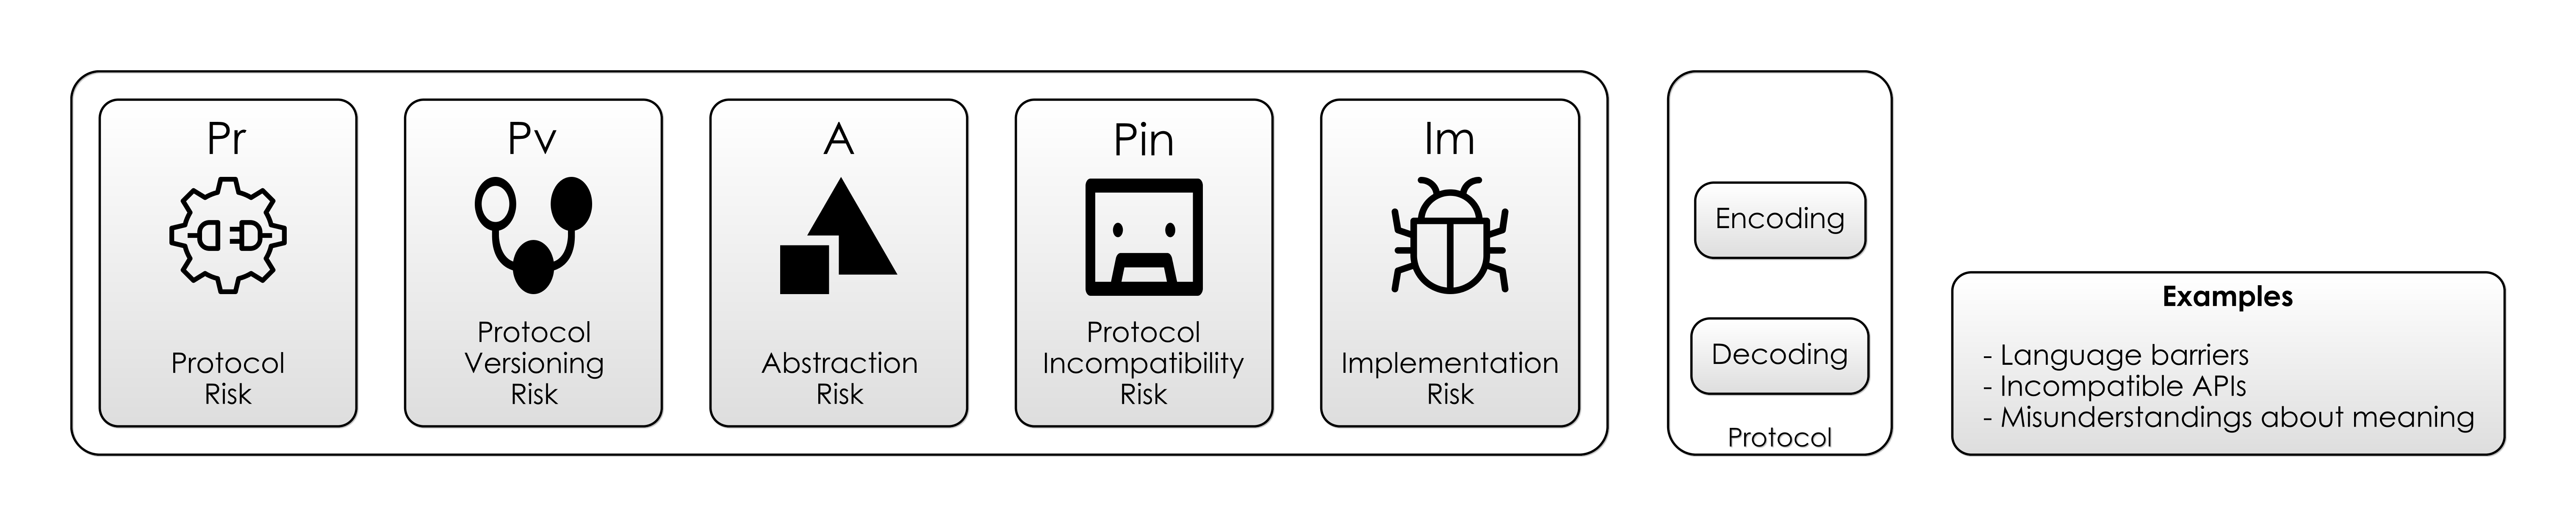 Pr
Protocol
Risk
Pv
Protocol
Versioning
Risk
A
Abstraction
Risk
Pin
Protocol
Incompatibility
Risk
Im
Implementation
Risk
Encoding
Decoding
Protocol
Examples
- Language barriers
- Incompatible APIs
- Misunderstandings about meaning